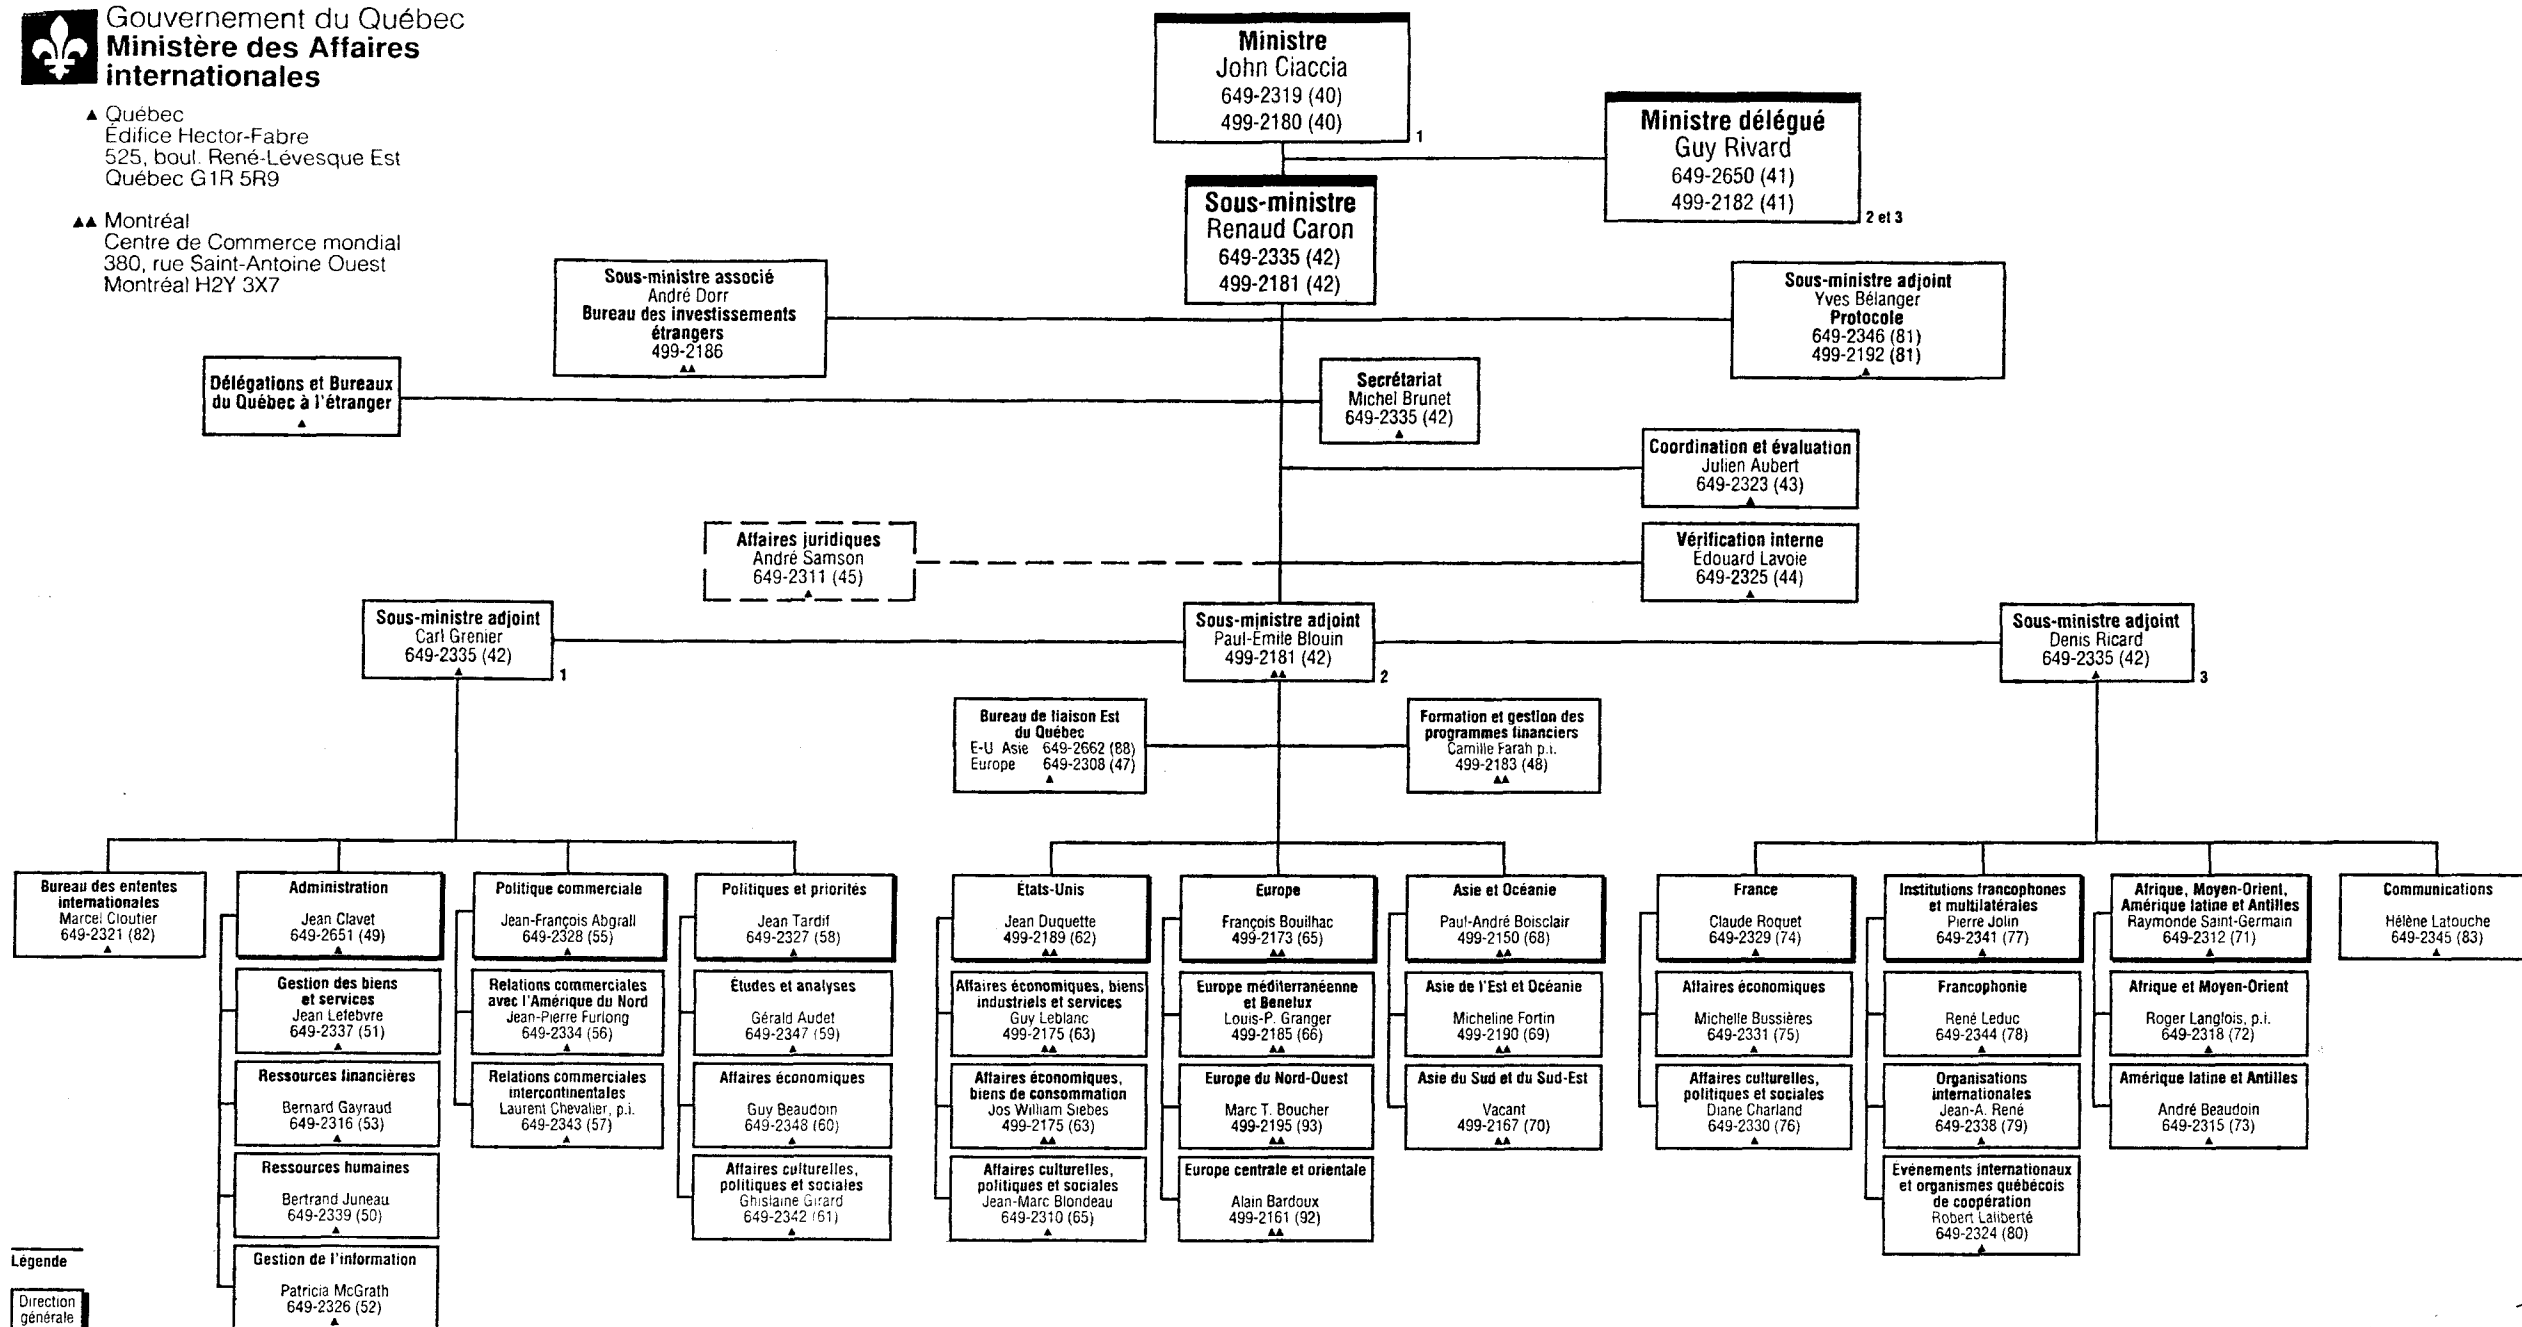 Gouvernement du Québec
Ministère des Affaires
internationales
▲ Québec
Édifice Hector-Fabre
525, boul. René-Lévesque Est
Québec G1R 5R9
▲▲ Montréal
Centre de Commerce mondial
380, rue Saint-Antoine Ouest
Montréal H2Y 3X7
Ministre
John Ciaccia
649-2319 (40)
499-2180 (40)
1
Ministre délégué
Guy Rivard
649-2650 (41)
499-2182 (41)
2 et 3
Sous-ministre
Renaud Caron
649-2335 (42)
499-2181 (42)
Sous-ministre associé
André Dorr
Bureau des investissements
étrangers
499-2186
▲▲
Sous-ministre adjoint
Yves Bélanger
Protocole
649-2346 (81)
499-2192 (81)
▲
Délégations et Bureaux
du Québec à l'étranger
▲
Secrétariat
Michel Brunet
649-2335 (42)
▲
Coordination et évaluation
Julien Aubert
649-2323 (43)
▲
Affaires juridiques
André Samson
649-2311 (45)
▲
Vérification interne
Édouard Lavoie
649-2325 (44)
▲
Sous-ministre adjoint
Carl Grenier
649-2335 (42)
▲
1
Sous-ministre adjoint
Paul-Émile Blouin
499-2181 (42)
▲▲
2
Sous-ministre adjoint
Denis Ricard
649-2335 (42)
▲
3
Bureau de liaison Est
du Québec
E-U Asie 649-2662 (88)
Europe 649-2308 (47)
▲
Formation et gestion des
programmes financiers
Camille Farah p.i.
499-2183 (48)
▲▲
Bureau des ententes
internationales
Marcel Cloutier
649-2321 (82)
▲
Administration
Jean Clavet
649-2651 (49)
▲
Gestion des biens
et services
Jean Lefebvre
649-2337 (51)
▲
Ressources financières
Bernard Gayraud
649-2316 (53)
▲
Ressources humaines
Bertrand Juneau
649-2339 (50)
▲
Gestion de l'information
Patricia McGrath
649-2326 (52)
▲
Politique commerciale
Jean-François Abgrall
649-2328 (55)
▲
Relations commerciales
avec l'Amérique du Nord
Jean-Pierre Furlong
649-2334 (56)
▲
Relations commerciales
intercontinentales
Laurent Chevalier, p.i.
649-2343 (57)
▲
Politiques et priorités
Jean Tardif
649-2327 (58)
▲
Études et analyses
Gérald Audet
649-2347 (59)
▲
Affaires économiques
Guy Beaudoin
649-2348 (60)
▲
Affaires culturelles,
politiques et sociales
Ghislaine Girard
649-2342 (61)
▲
États-Unis
Jean Duquette
499-2189 (62)
▲▲
Affaires économiques, biens
industriels et services
Guy Leblanc
499-2175 (63)
▲▲
Affaires économiques,
biens de consommation
Jos William Siebes
499-2175 (63)
▲▲
Affaires culturelles,
politiques et sociales
Jean-Marc Blondeau
649-2310 (65)
▲
Europe
François Bouilhac
499-2173 (65)
▲▲
Europe méditerranéenne
et Benelux
Louis-P. Granger
499-2185 (66)
▲▲
Europe du Nord-Ouest
Marc T. Boucher
499-2195 (93)
▲▲
Europe centrale et orientale
Alain Bardoux
499-2161 (92)
▲▲
Asie et Océanie
Paul-André Boisclair
499-2150 (68)
▲▲
Asie de l'Est et Océanie
Micheline Fortin
499-2190 (69)
▲▲
Asie du Sud et du Sud-Est
Vacant
499-2167 (70)
▲▲
France
Claude Roquet
649-2329 (74)
▲
Affaires économiques
Michelle Bussières
649-2331 (75)
▲
Affaires culturelles,
politiques et sociales
Diane Charland
649-2330 (76)
▲
Institutions francophones
et multilatérales
Pierre Jolin
649-2341 (77)
▲
Francophonie
René Leduc
649-2344 (78)
▲
Organisations
internationales
Jean-A. René
649-2338 (79)
▲
Événements internationaux
et organismes québécois
de coopération
Robert Laliberté
649-2324 (80)
▲
Afrique, Moyen-Orient,
Amérique latine et Antilles
Raymonde Saint-Germain
649-2312 (71)
▲
Afrique et Moyen-Orient
Roger Langlois, p.i.
649-2318 (72)
▲
Amérique latine et Antilles
André Beaudoin
649-2315 (73)
▲
Communications
Hélène Latouche
649-2345 (83)
▲
Légende
Direction
générale